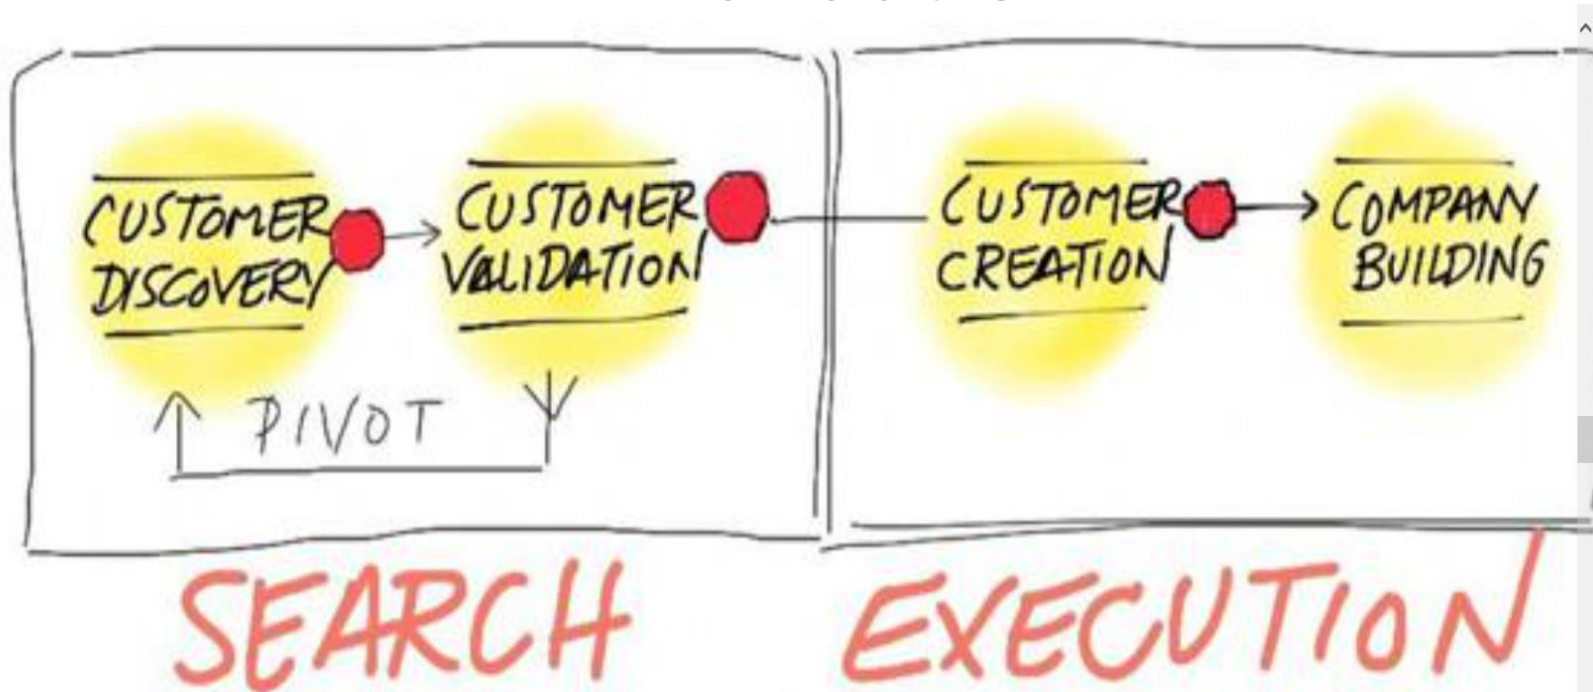 CUSTOMER
DISCOVERY
CUSTOMER
VALIDATION
CUSTOMER
CREATION
COMPANY
BUILDING
PIVOT
SEARCH
EXECUTION